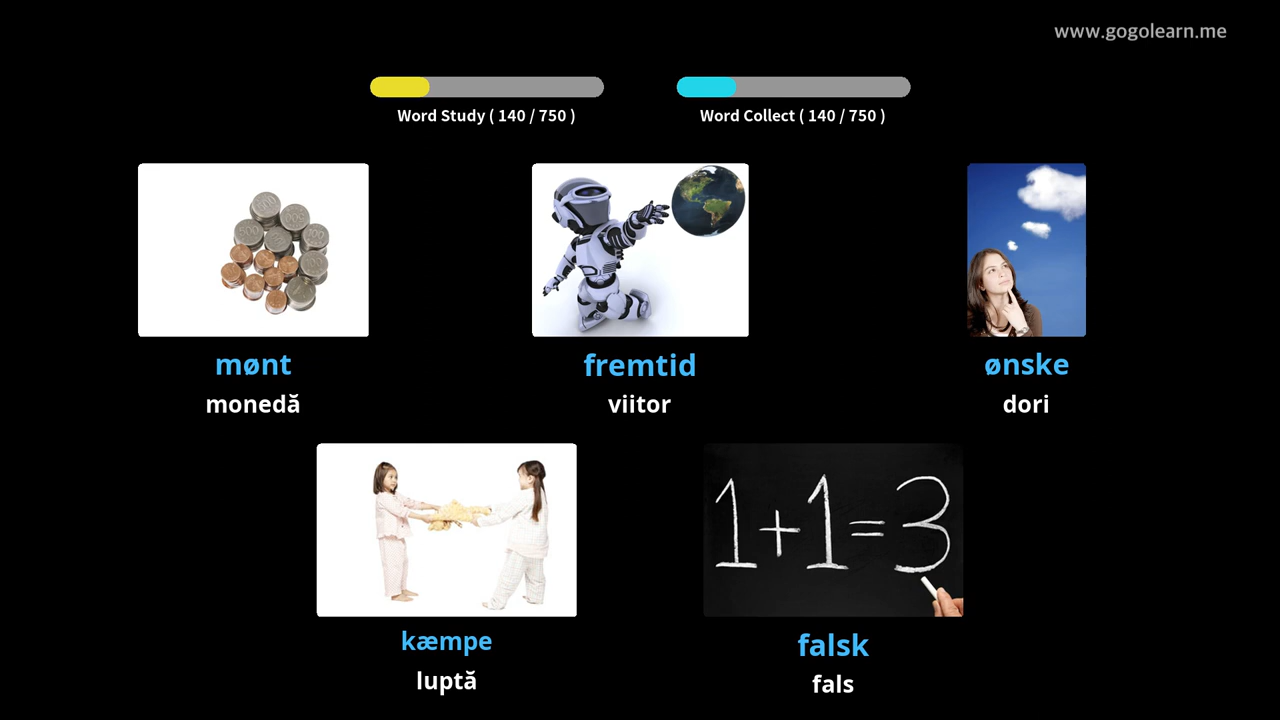 www.gogolearn.me
Word Study ( 140 / 750 )
Word Collect ( 140 / 750 )
mønt
monedă
fremtid
viitor
ønske
dori
kæmpe
luptă
1+1=3
falsk
fals